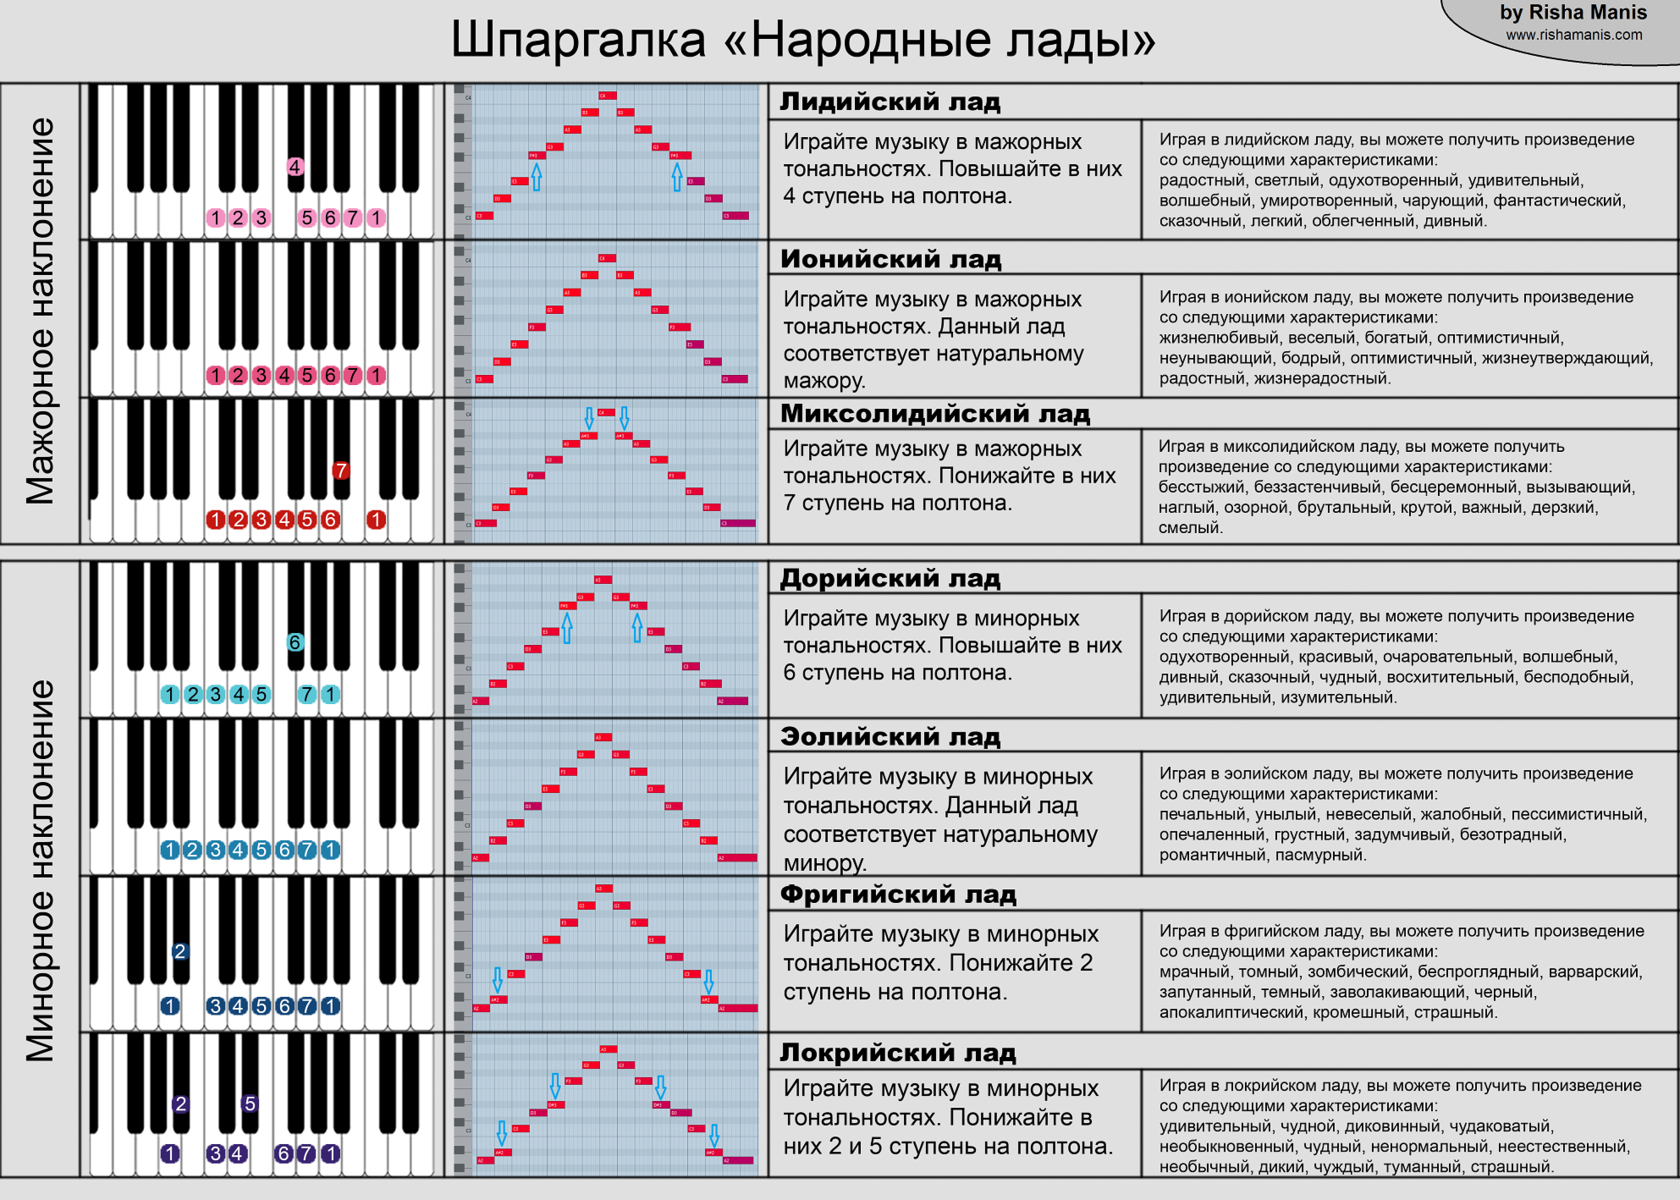 Шпаргалка «Народные лады»
by Risha Manis
www.rishamanis.com
Мажорное наклонение
Лидийский лад
Играйте музыку в мажорных
тональностях. Повышайте в них
4 ступень на полтона.
Играя в лидийском ладу, вы можете получить произведение
со следующими характеристиками:
радостный, светлый, одухотворенный, удивительный,
волшебный, умиротворенный, чарующий, фантастический,
сказочный, легкий, облегченный, дивный.
4
1 2 3 5 6 7 1
Ионийский лад
Играйте музыку в мажорных
тональностях. Данный лад
соответствует натуральному
мажору.
Играя в ионийском ладу, вы можете получить произведение
со следующими характеристиками:
жизнелюбивый, веселый, богатый, оптимистичный,
неунывающий, бодрый, оптимистичный, жизнеутверждающий,
радостный, жизнерадостный.
1 2 3 4 5 6 7 1
Миксолидийский лад
Играйте музыку в мажорных
тональностях. Понижайте в них
7 ступень на полтона.
Играя в миксолидийском ладу, вы можете получить
произведение со следующими характеристиками:
бесстыжий, беззастенчивый, бесцеремонный, вызывающий,
наглый, озорной, брутальный, крутой, важный, дерзкий,
смелый.
7
1 2 3 4 5 6 1
Минорное наклонение
Дорийский лад
Играйте музыку в минорных
тональностях. Повышайте в них
6 ступень на полтона.
Играя в дорийском ладу, вы можете получить произведение
со следующими характеристиками:
одухотворенный, красивый, очаровательный, волшебный,
дивный, сказочный, чудный, восхитительный, бесподобный,
удивительный, изумительный.
6
1 2 3 4 5 7 1
Эолийский лад
Играйте музыку в минорных
тональностях. Данный лад
соответствует натуральному
минору.
Играя в эолийском ладу, вы можете получить произведение
со следующими характеристиками:
печальный, унылый, невеселый, жалобный, пессимистичный,
опечаленный, грустный, задумчивый, безотрадный,
романтичный, пасмурный.
1 2 3 4 5 6 7 1
Фригийский лад
Играйте музыку в минорных
тональностях. Понижайте 2
ступень на полтона.
Играя в фригийском ладу, вы можете получить произведение
со следующими характеристиками:
мрачный, томный, зомбический, беспроглядный, варварский,
запутанный, темный, заволакивающий, черный,
апокалиптический, кромешный, страшный.
2
1 3 4 5 6 7 1
Локрийский лад
Играйте музыку в минорных
тональностях. Понижайте в
них 2 и 5 ступень на полтона.
Играя в локрийском ладу, вы можете получить произведение
со следующими характеристиками:
удивительный, чудной, диковинный, чудаковатый,
необыкновенный, чудный, ненормальный, неестественный,
необычный, дикий, чуждый, туманный, страшный.
2 5
1 3 4 6 7 1